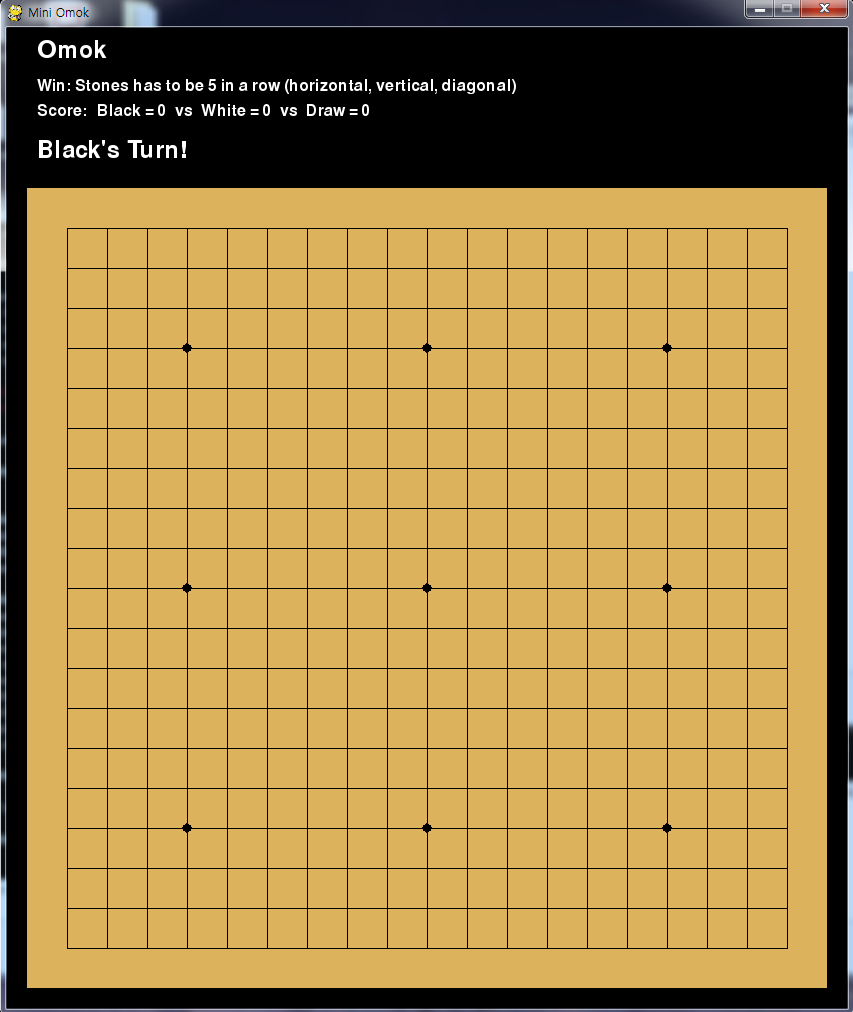 Mini Omok
Omok
Win: Stones has to be 5 in a row (horizontal, vertical, diagonal)
Score: Black = 0 vs White = 0 vs Draw = 0
Black's Turn!